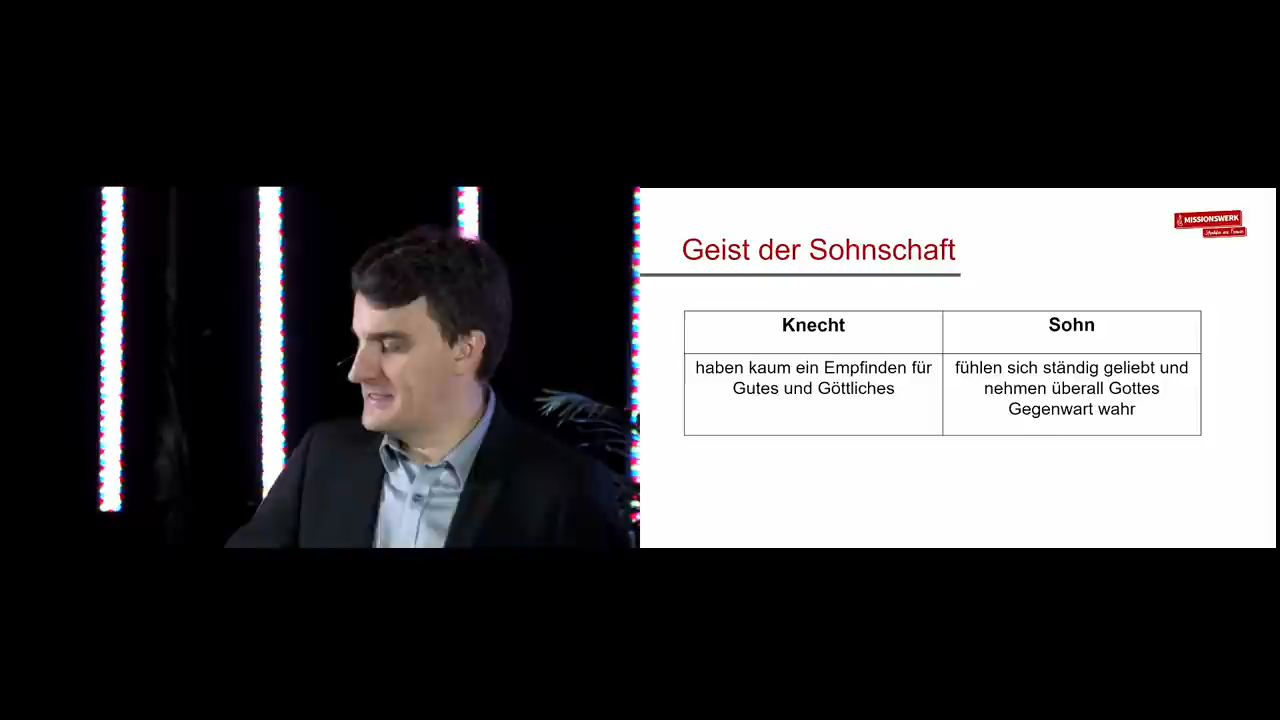 MISSIONSWERK
Geist der Sohnschaft
Knecht
Sohn
haben kaum ein Empfinden für
Gutes und Göttliches
fühlen sich ständig geliebt und
nehmen überall Gottes
Gegenwart wahr